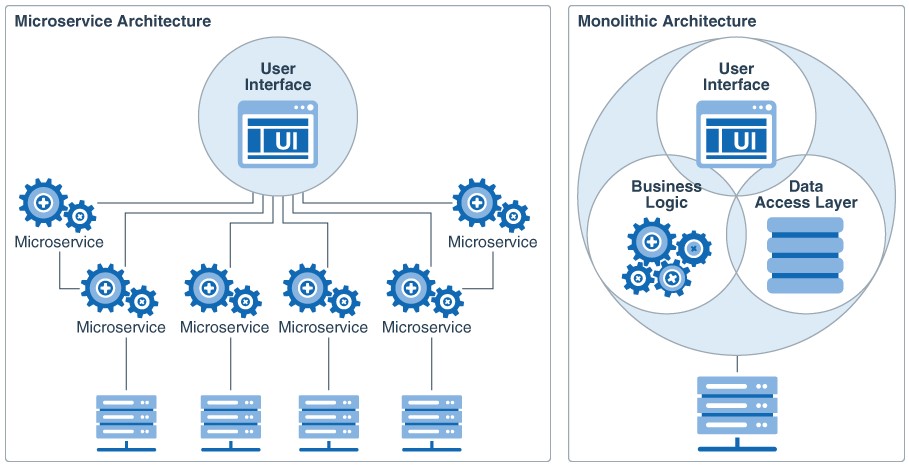 Microservice Architecture
User
Interface
UI
Microservice
Microservice
Microservice
Microservice
Microservice
Microservice
Monolithic Architecture
User
Interface
UI
Business
Logic
Data
Access Layer